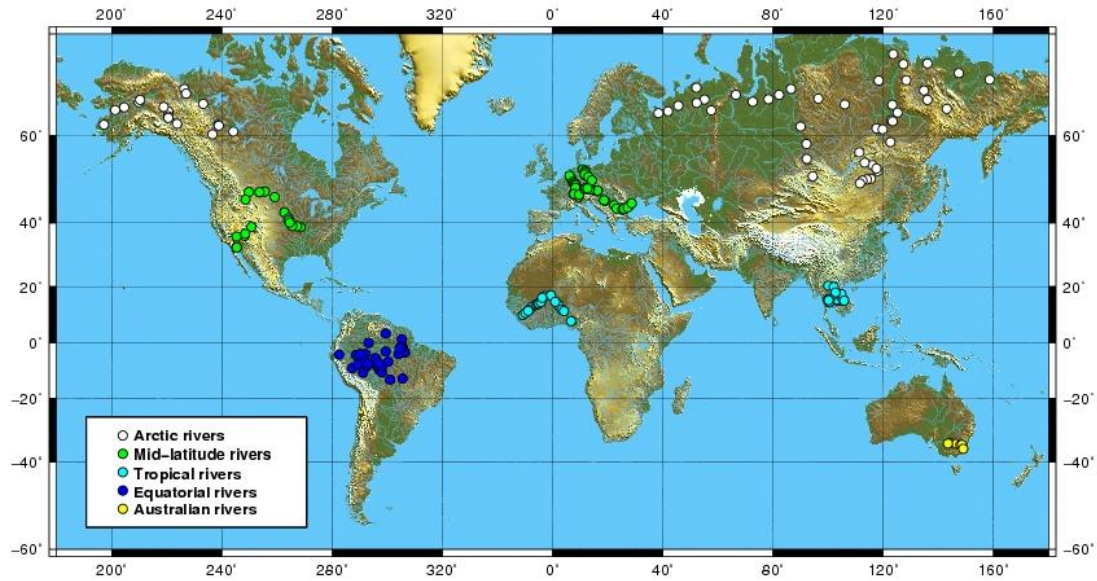 200° 240° 280° 320° 0° 40° 80° 120° 160°
60° 60°
40° 40°
20° 20°
0° 0°
−20° −20°
−40° −40°
−60° −60°
Arctic rivers
Mid−latitude rivers
Tropical rivers
Equatorial rivers
Australian rivers
200° 240° 280° 320° 0° 40° 80° 120° 160°